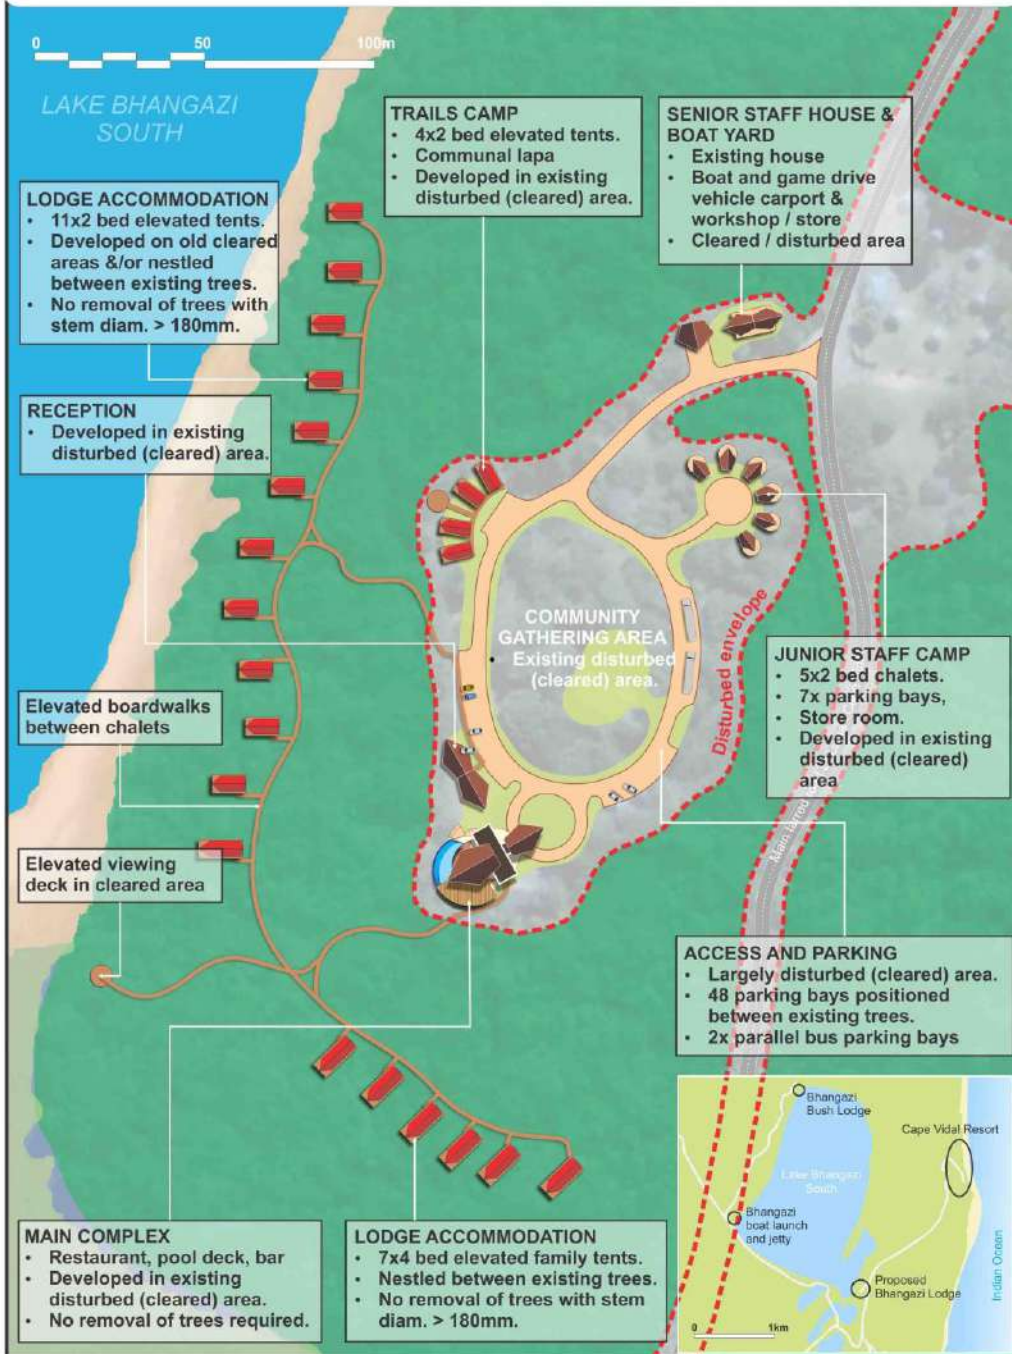 0 50 100m
LAKE BHANGAZI
SOUTH
TRAILS CAMP
• 4x2 bed elevated tents.
• Communal lapa
• Developed in existing
disturbed (cleared) area.
SENIOR STAFF HOUSE &
BOAT YARD
• Existing house
• Boat and game drive
vehicle carport &
workshop / store
• Cleared / disturbed area
LODGE ACCOMMODATION
• 11x2 bed elevated tents.
• Developed on old cleared
areas &/or nestled
between existing trees.
• No removal of trees with
stem diam. > 180mm.
RECEPTION
• Developed in existing
disturbed (cleared) area.
COMMUNITY
GATHERING AREA
Existing disturbed
(cleared) area.
Disturbed envelope
JUNIOR STAFF CAMP
• 5x2 bed chalets.
• 7x parking bays,
• Store room.
• Developed in existing
disturbed (cleared)
area
Elevated boardwalks
between chalets
Main tarred
Elevated viewing
deck in cleared area
ACCESS AND PARKING
• Largely disturbed (cleared) area.
• 48 parking bays positioned
between existing trees.
• 2x parallel bus parking bays
MAIN COMPLEX
• Restaurant, pool deck, bar
• Developed in existing
disturbed (cleared) area.
• No removal of trees required.
LODGE ACCOMMODATION
• 7x4 bed elevated family tents.
• Nestled between existing trees.
• No removal of trees with stem
diam. > 180mm.
Bhangazi
Bush Lodge
Cape Vidal Resort
Lake Bhangazi
South
Bhangazi
boat launch
and jetty
Proposed
Bhangazi Lodge
Indian Ocean
0 1km